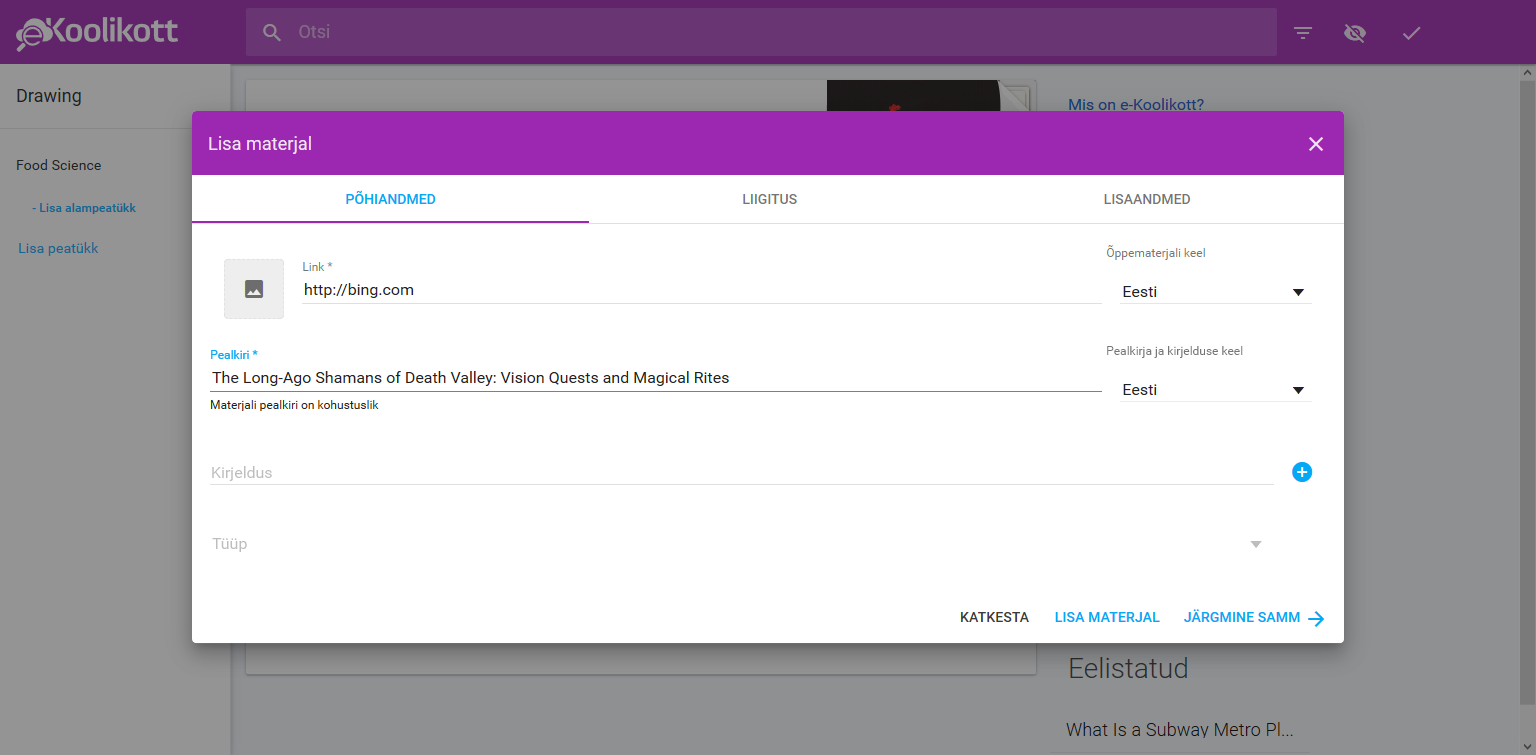 eKoolikott
Otsi
Drawing
Food Science
- Lisa alampeatükk
Lisa peatükk
Mis on e-Koolikott?
Lisa materjal
PÕHIANDMED
LIIGITUS
LISAANDMED
Link *
http://bing.com
Õppematerjali keel
Eesti
Pealkiri *
The Long-Ago Shamans of Death Valley: Vision Quests and Magical Rites
Materjali pealkiri on kohustuslik
Pealkirja ja kirjelduse keel
Eesti
Kirjeldus
Tüüp
KATKESTA
LISA MATERJAL
JÄRGMINE SAMM
Eelistatud
What Is a Subway Metro Pl...